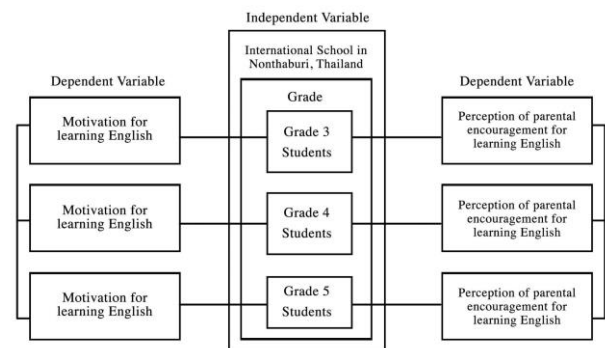 Independent Variable
International School in
Nonthaburi, Thailand
Dependent Variable
Dependent Variable
Grade
Motivation for
learning English
Grade 3
Students
Perception of parental
encouragement for
learning English
Motivation for
learning English
Grade 4
Students
Perception of parental
encouragement for
learning English
Motivation for
learning English
Grade 5
Students
Perception of parental
encouragement for
learning English